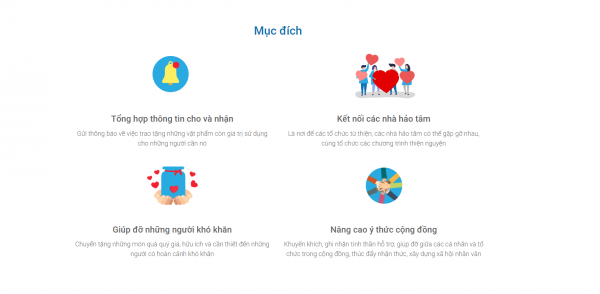 Mục đích
Tổng hợp thông tin cho và nhận
Gửi thông báo về việc trao tặng những vật phẩm còn giá trị sử dụng
cho những người cần nó
Kết nối các nhà hảo tâm
Là nơi để các tổ chức từ thiện, các nhà hảo tâm có thể gặp gỡ nhau,
cùng tổ chức các chương trình thiện nguyện
Giúp đỡ những người khó khăn
Chuyển tặng những món quà quý giá, hữu ích và cần thiết đến những
người có hoàn cảnh khó khăn
Nâng cao ý thức cộng đồng
Khuyến khích, ghi nhận tinh thần hỗ trợ, giúp đỡ giữa các cá nhân và tổ
chức trong cộng đồng, thúc đẩy nhận thức, xây dựng xã hội nhân văn